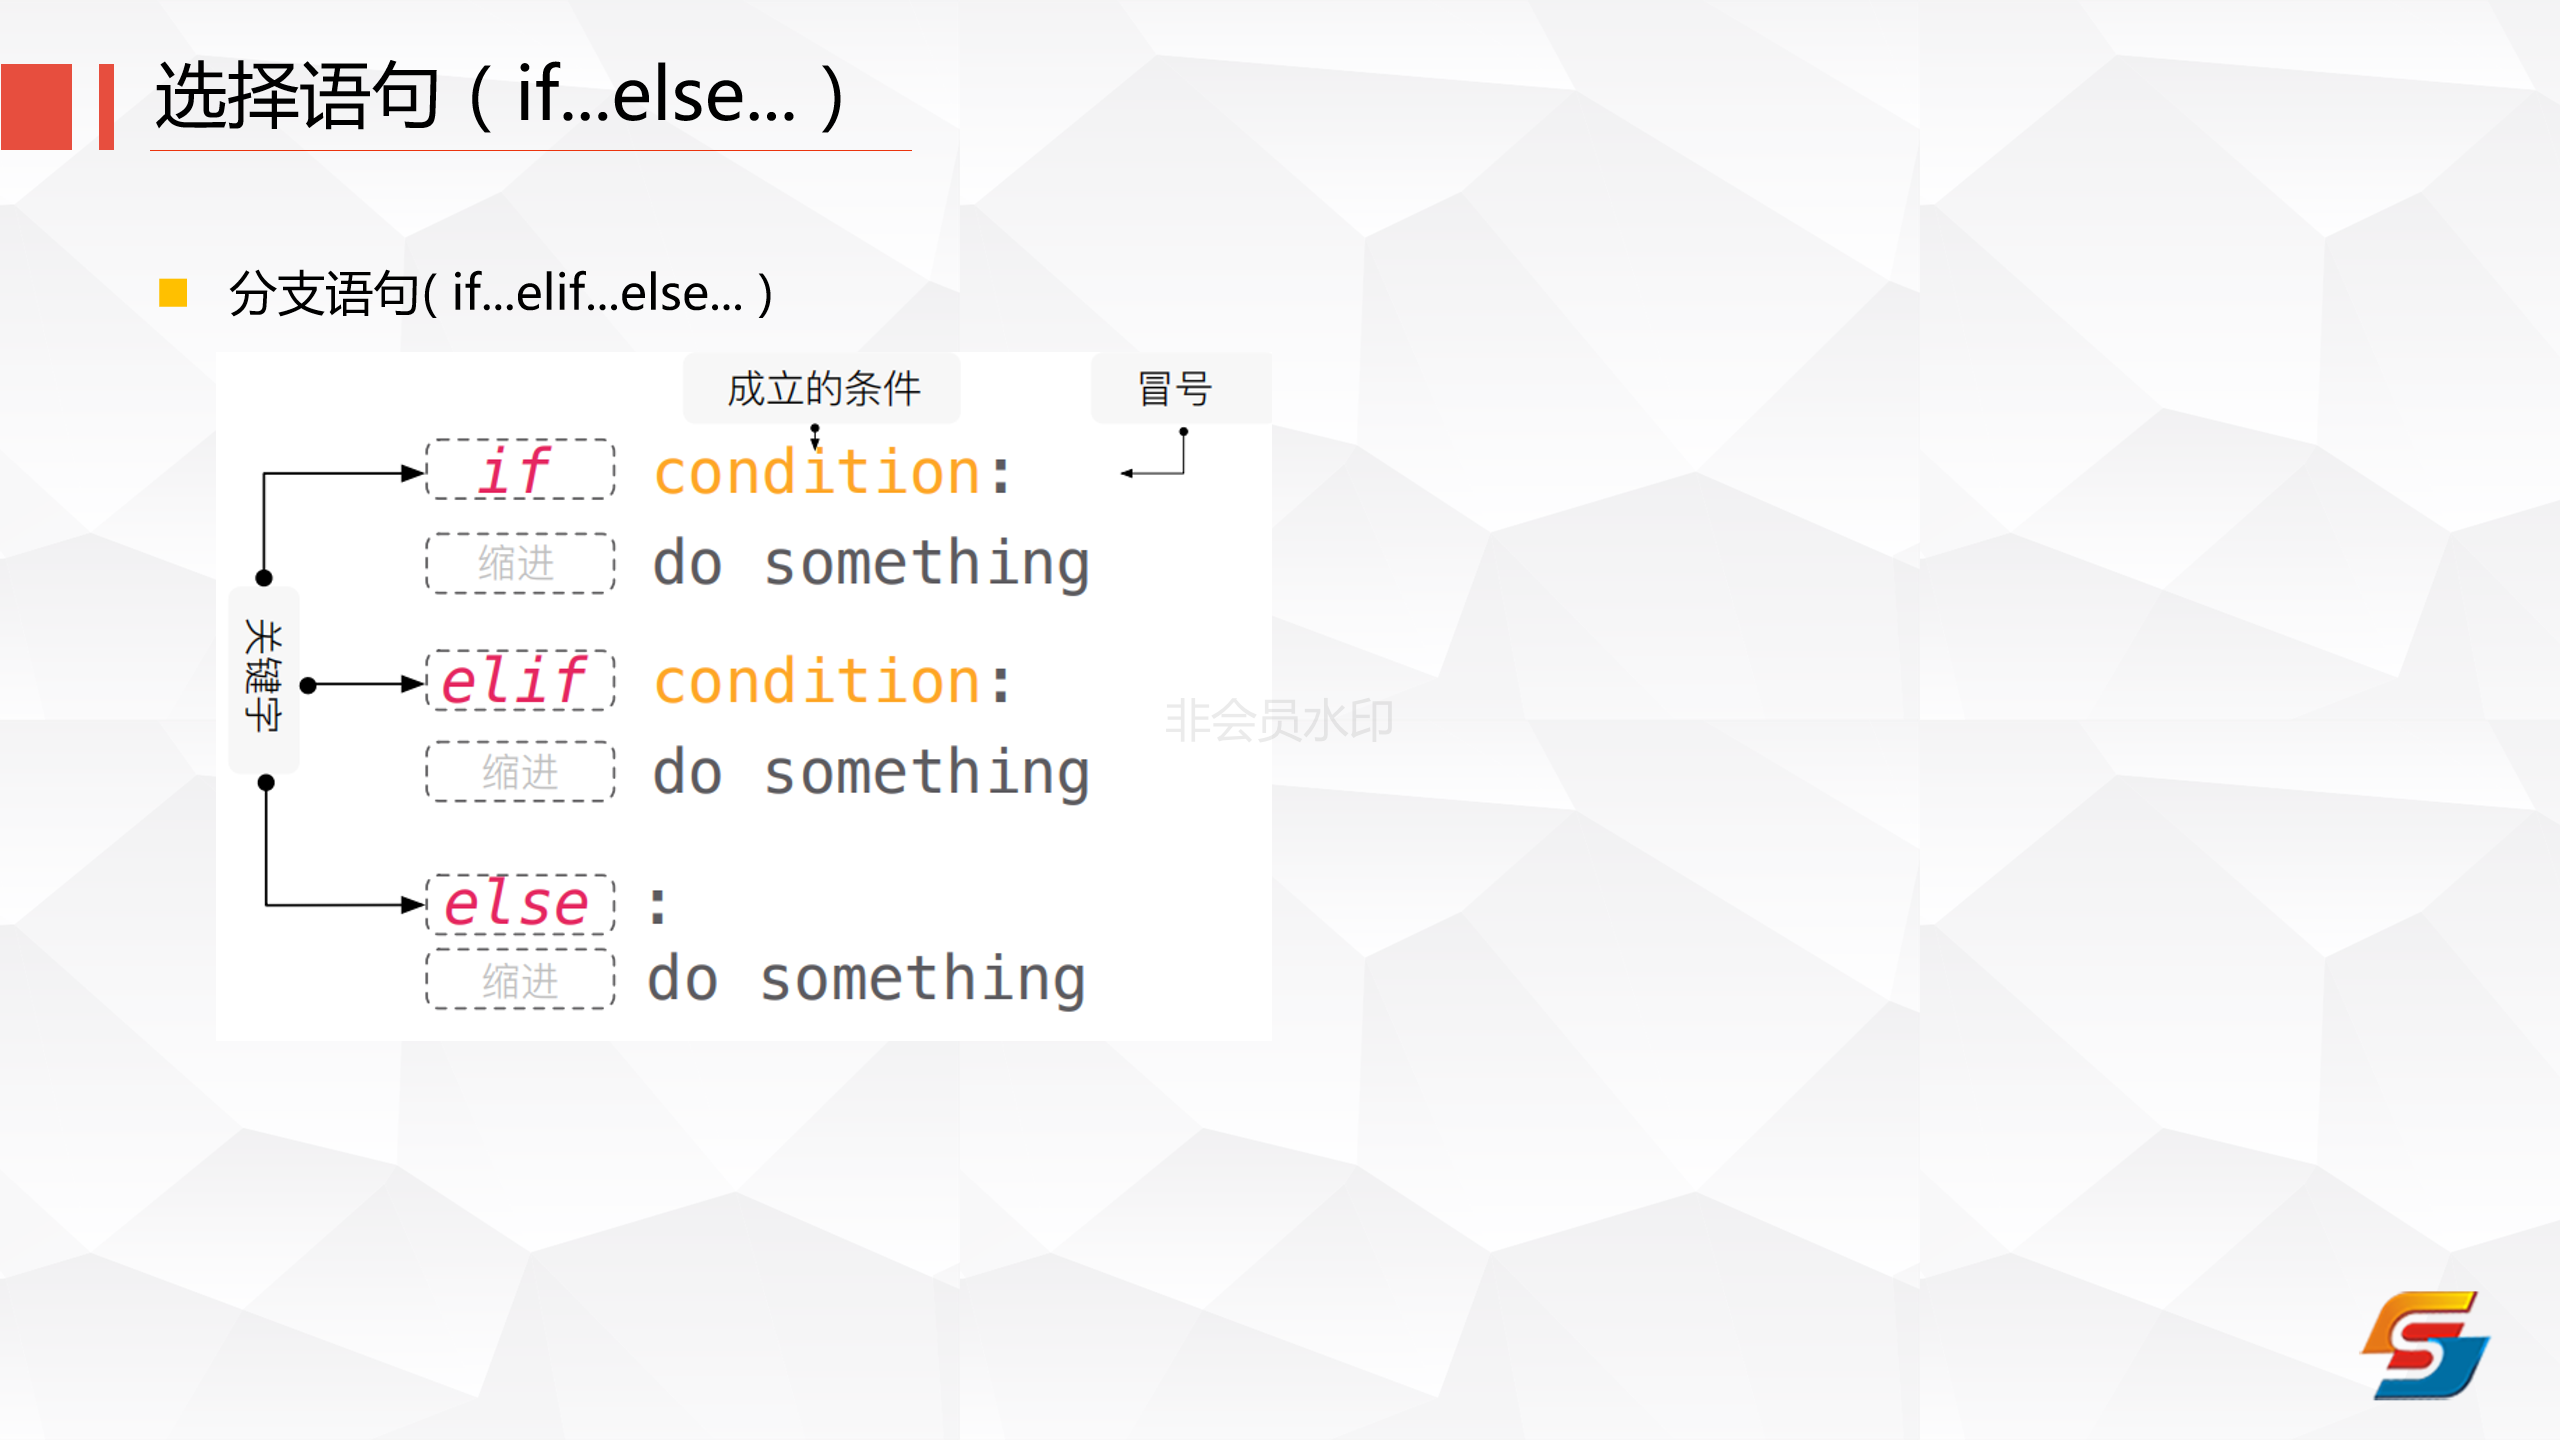 选择语句（if...else...）
分支语句( if...elif...else... )
成立的条件 冒号
if condition:
缩进 do something
关键字
elif condition:
缩进 do something
else :
缩进 do something
非会员水印